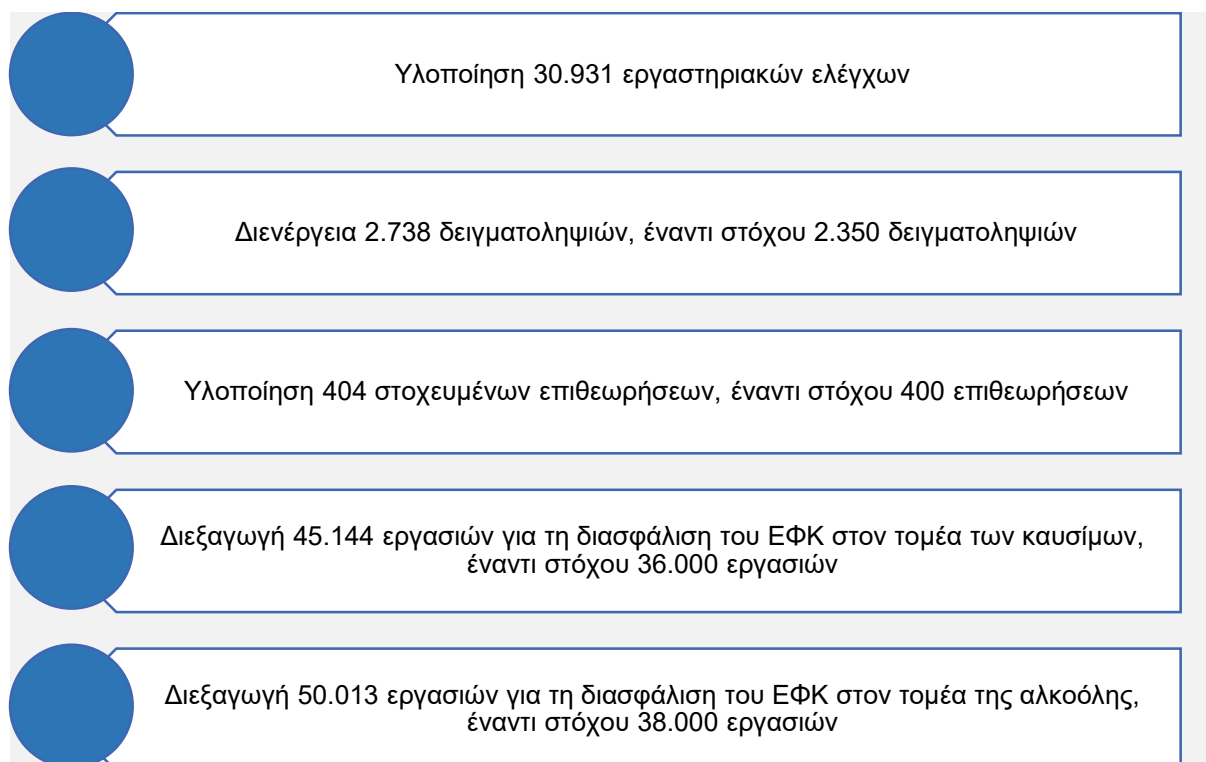 Υλοποίηση 30.931 εργαστηριακών ελέγχων
Διενέργεια 2.738 δειγματοληψιών, έναντι στόχου 2.350 δειγματοληψιών
Υλοποίηση 404 στοχευμένων επιθεωρήσεων, έναντι στόχου 400 επιθεωρήσεων
Διεξαγωγή 45.144 εργασιών για τη διασφάλιση του ΕΦΚ στον τομέα των καυσίμων,
έναντι στόχου 36.000 εργασιών
Διεξαγωγή 50.013 εργασιών για τη διασφάλιση του ΕΦΚ στον τομέα της αλκοόλης,
έναντι στόχου 38.000 εργασιών